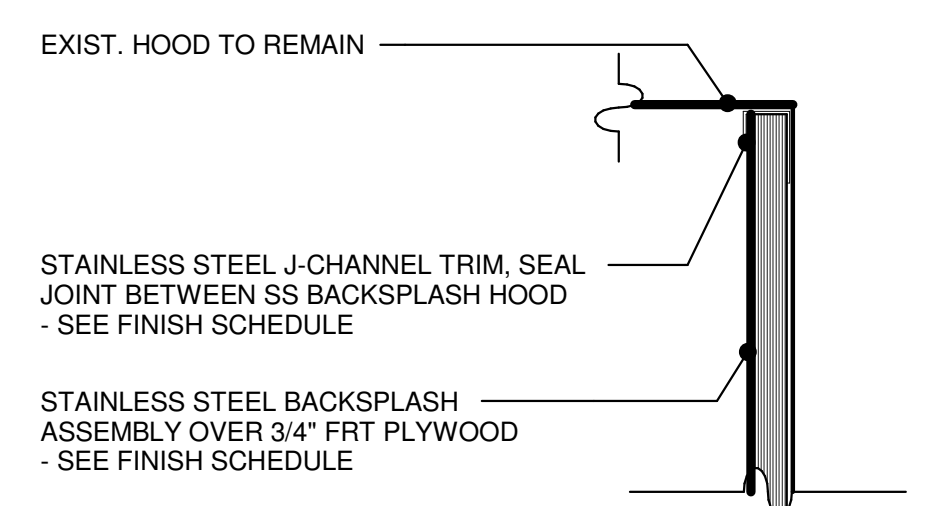 EXIST. HOOD TO REMAIN
STAINLESS STEEL J-CHANNEL TRIM, SEAL
JOINT BETWEEN SS BACKSPLASH HOOD
- SEE FINISH SCHEDULE
STAINLESS STEEL BACKSPLASH
ASSEMBLY OVER 3/4" FRT PLYWOOD
- SEE FINISH SCHEDULE